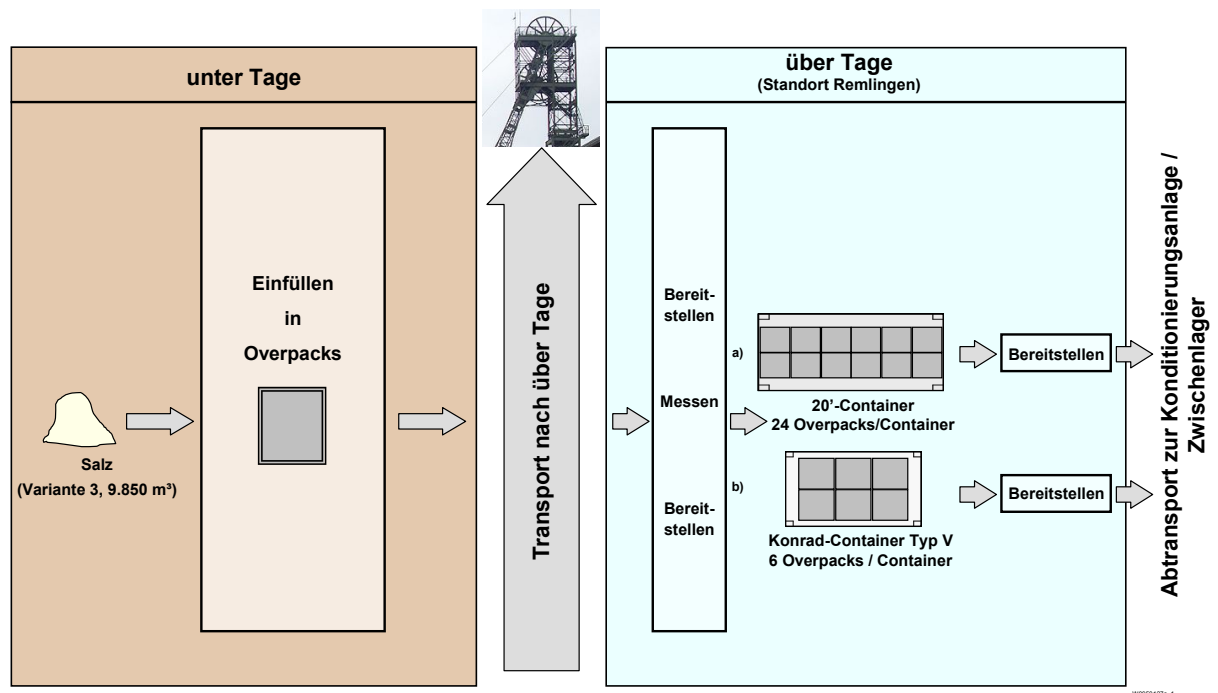 unter Tage
über Tage
(Standort Remlingen)
Einfüllen
in
Overpacks
Salz
(Variante 3, 9.850 m³)
Transport nach über Tage
Bereit-
stellen
Messen
Bereit-
stellen
a)
20'-Container
24 Overpacks/Container
b)
Konrad-Container Typ V
6 Overpacks / Container
Bereitstellen
Bereitstellen
Abtransport zur Konditionierungsanlage /
Zwischenlager